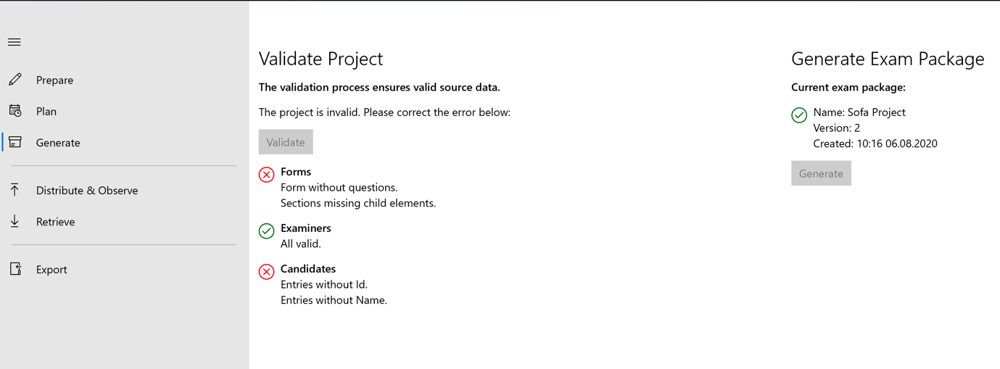 Prepare
Plan
Generate
Distribute & Observe
Retrieve
Export
Validate Project
The validation process ensures valid source data.
The project is invalid. Please correct the error below:
Validate
Forms
Form without questions.
Sections missing child elements.
Examiners
All valid.
Candidates
Entries without Id.
Entries without Name.
Generate Exam Package
Current exam package:
Name: Sofa Project
Version: 2
Created: 10:16 06.08.2020
Generate